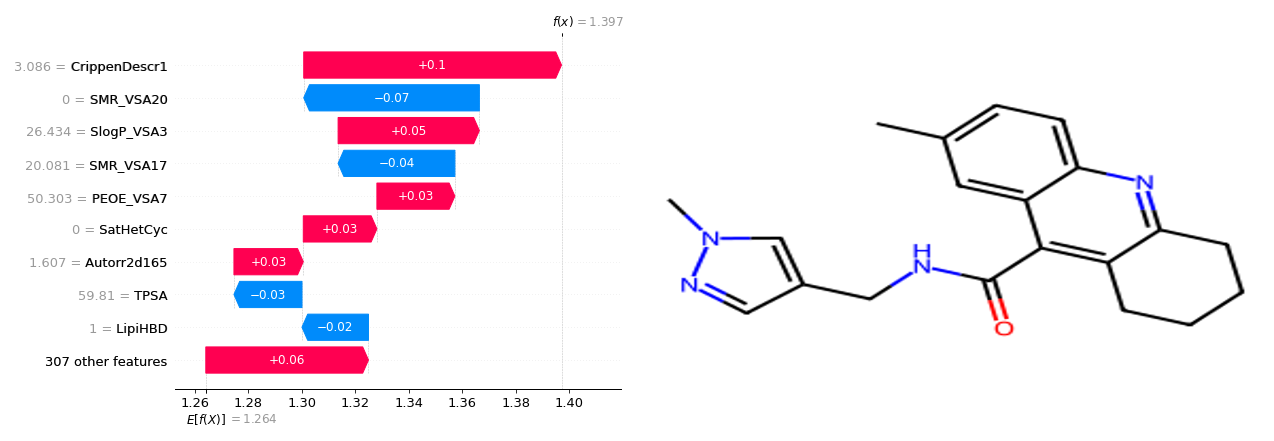 f(x) = 1.397
3.086 = CrippenDescr1 +0.1
0 = SMR_VSA20 −0.07
26.434 = SlogP_VSA3 +0.05
20.081 = SMR_VSA17 −0.04
50.303 = PEOE_VSA7 +0.03
0 = SatHetCyc +0.03
1.607 = Autorr2d165 +0.03
59.81 = TPSA −0.03
1 = LipiHBD −0.02
307 other features +0.06
1.26 1.28 1.30 1.32 1.34 1.36 1.38 1.40
E[f(X)] = 1.264
N
N
N
H
N
O